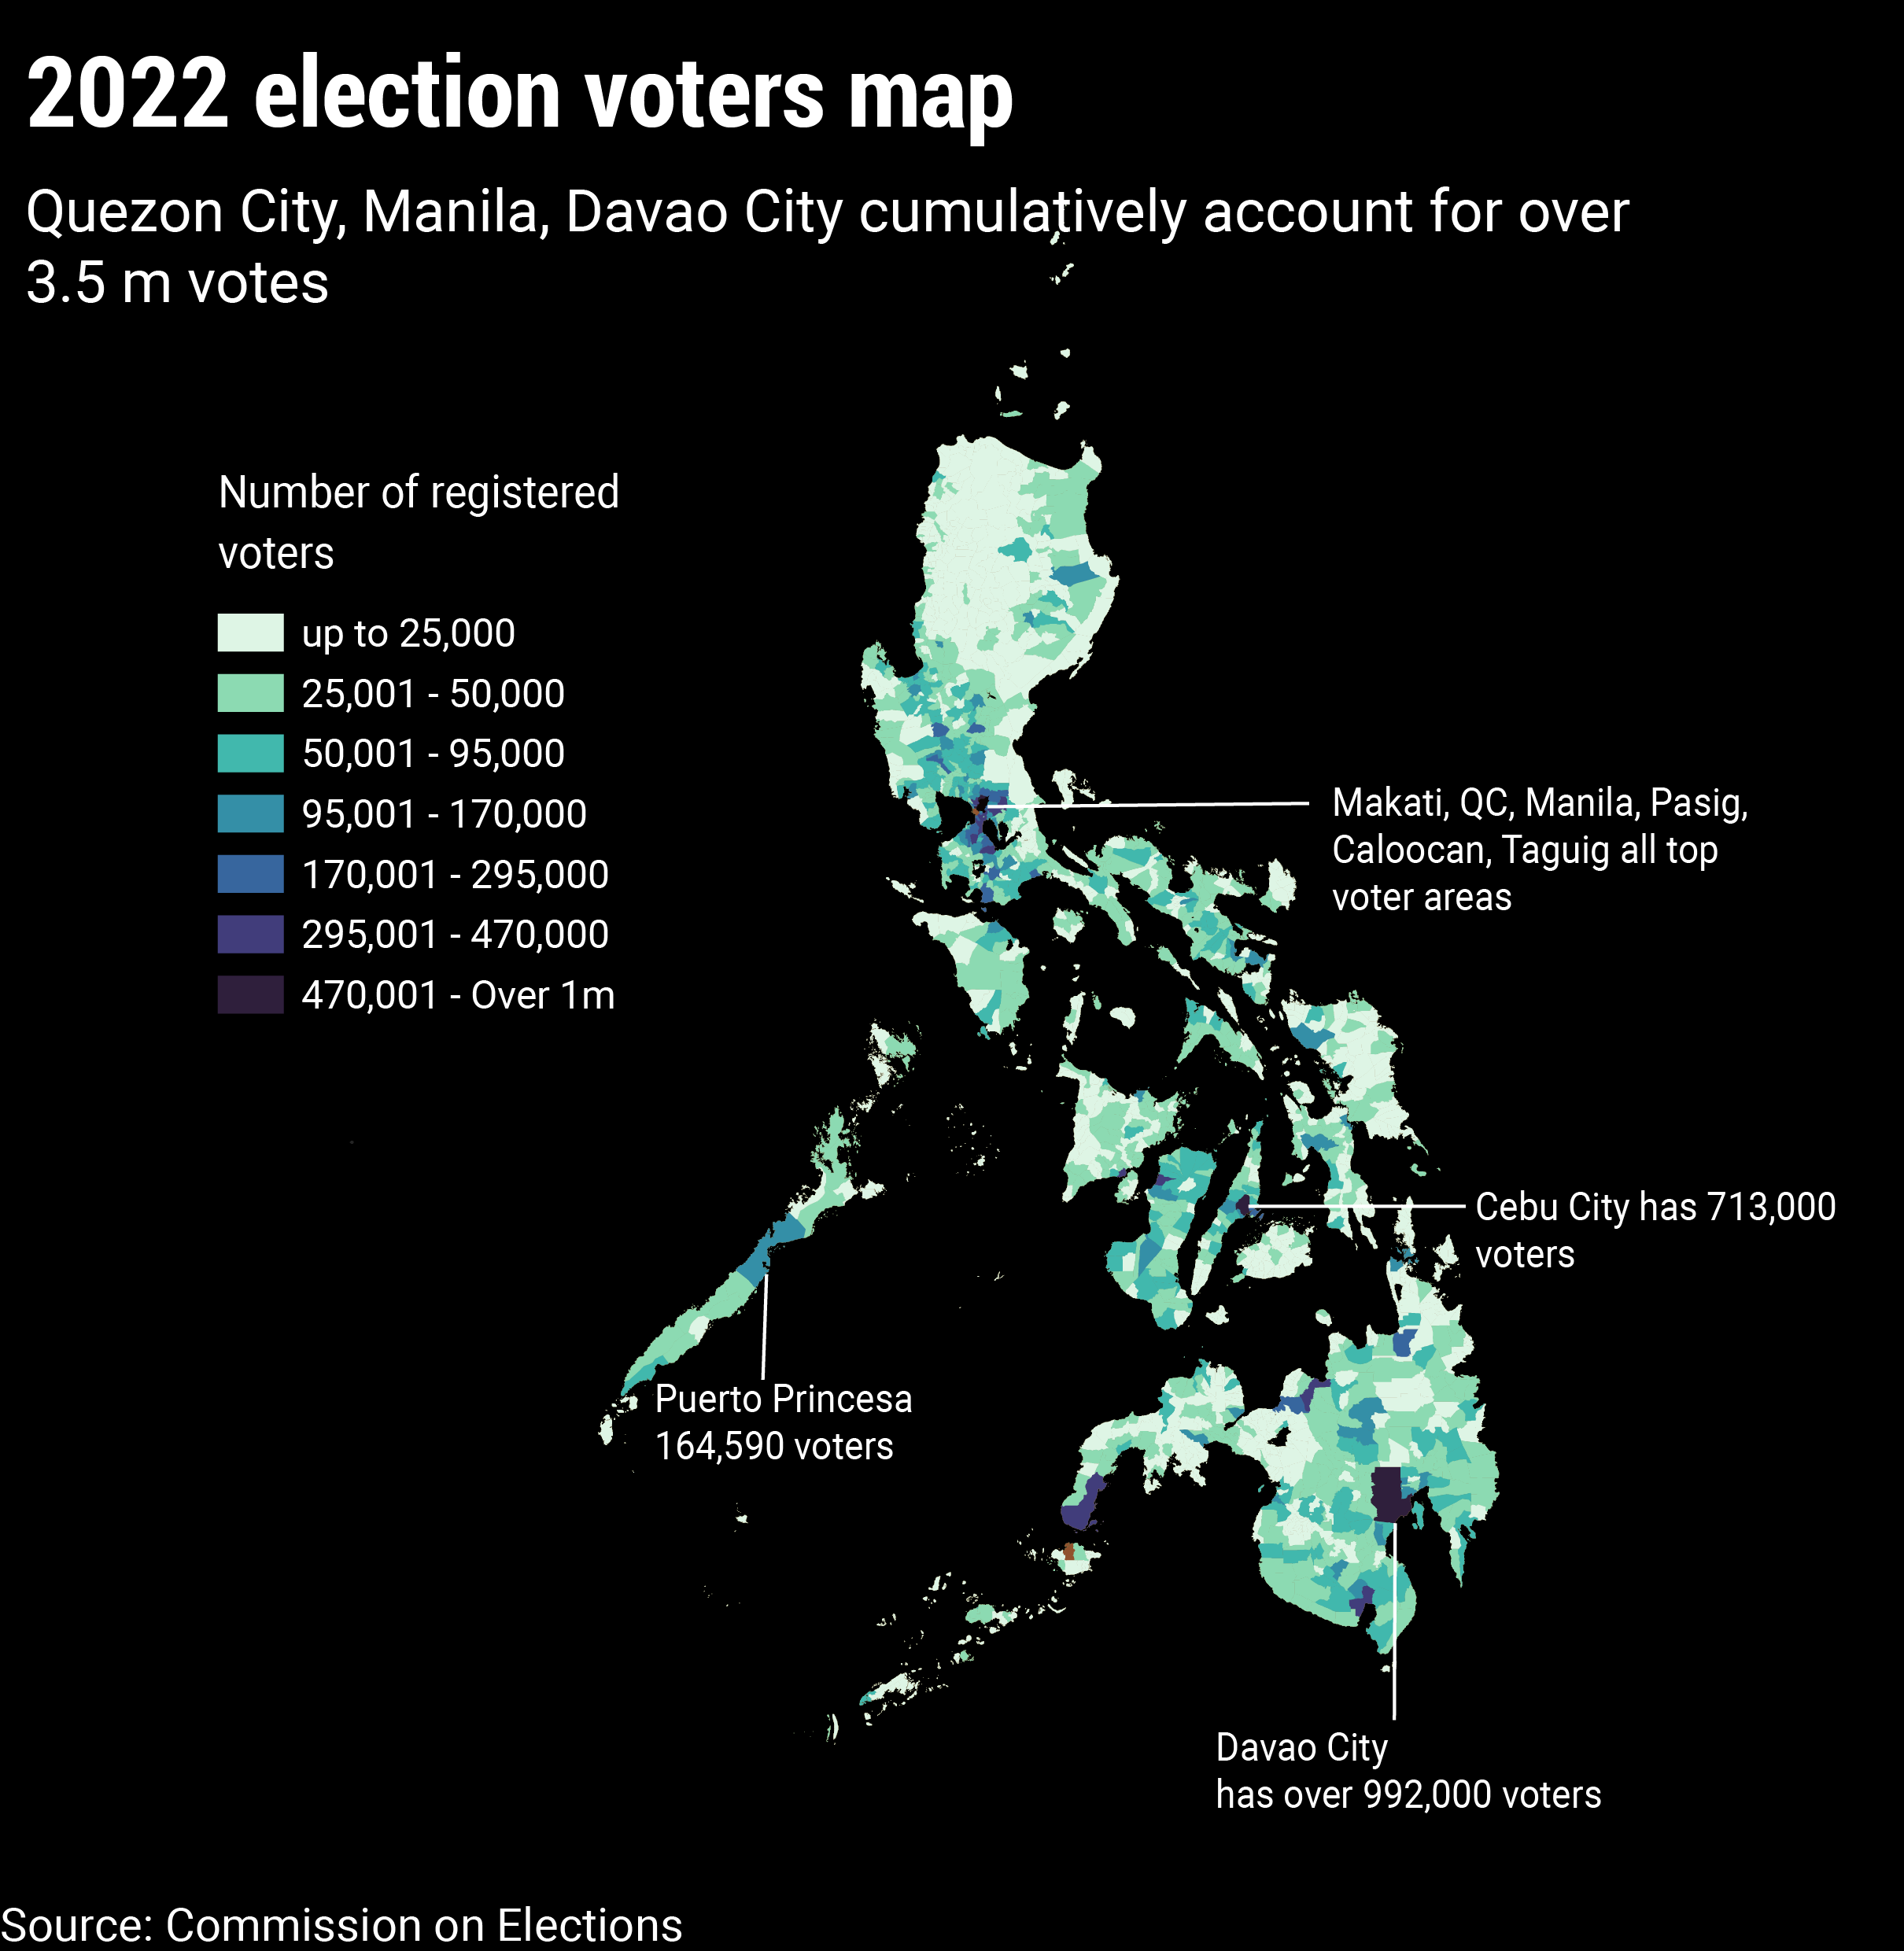 2022 election voters map
Quezon City, Manila, Davao City cumulatively account for over
3.5 m votes
Number of registered
voters
up to 25,000
25,001 - 50,000
50,001 - 95,000
95,001 - 170,000
170,001 - 295,000
295,001 - 470,000
470,001 - Over 1m
Makati, QC, Manila, Pasig,
Caloocan, Taguig all top
voter areas
Cebu City has 713,000
voters
Puerto Princesa
164,590 voters
Davao City
has over 992,000 voters
Source: Commission on Elections